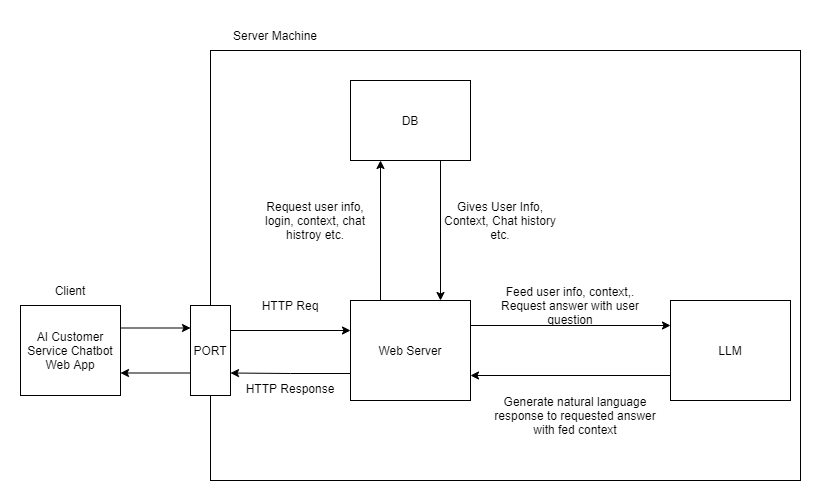 Server Machine
DB
Request user info,
login, context, chat
histroy etc.
Gives User Info,
Context, Chat history
etc.
Client
AI Customer
Service Chatbot
Web App
PORT
HTTP Req
HTTP Response
Web Server
Feed user info, context,.
Request answer with user
question
LLM
Generate natural language
response to requested answer
with fed context